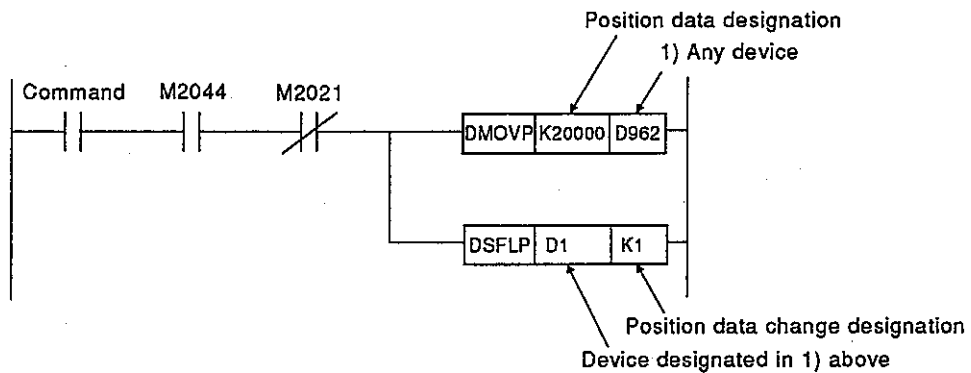 Position data designation
1) Any device
Command M2044 M2021
DMOVP K20000 D962
DSFLP D1 K1
Position data change designation
Device designated in 1) above